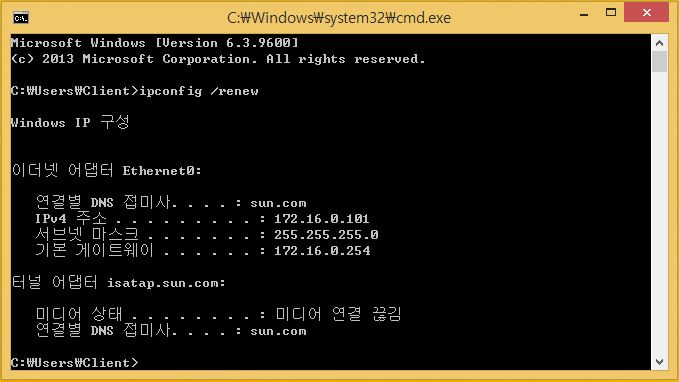 C:₩Windows₩system32₩cmd.exe
Microsoft Windows [Version 6.3.9600]
(c) 2013 Microsoft Corporation. All rights reserved.
C:₩Users₩Client>ipconfig /renew
Windows IP 구성
이더넷 어댑터 Ethernet0:
연결별 DNS 접미사. . . . : sun.com
IPv4 주소 . . . . . . . . . : 172.16.0.101
서브넷 마스크 . . . . . . . : 255.255.255.0
기본 게이트웨이 . . . . . . : 172.16.0.254
터널 어댑터 isatap.sun.com:
미디어 상태 . . . . . . . . : 미디어 연결 끊김
연결별 DNS 접미사. . . . : sun.com
C:₩Users₩Client>